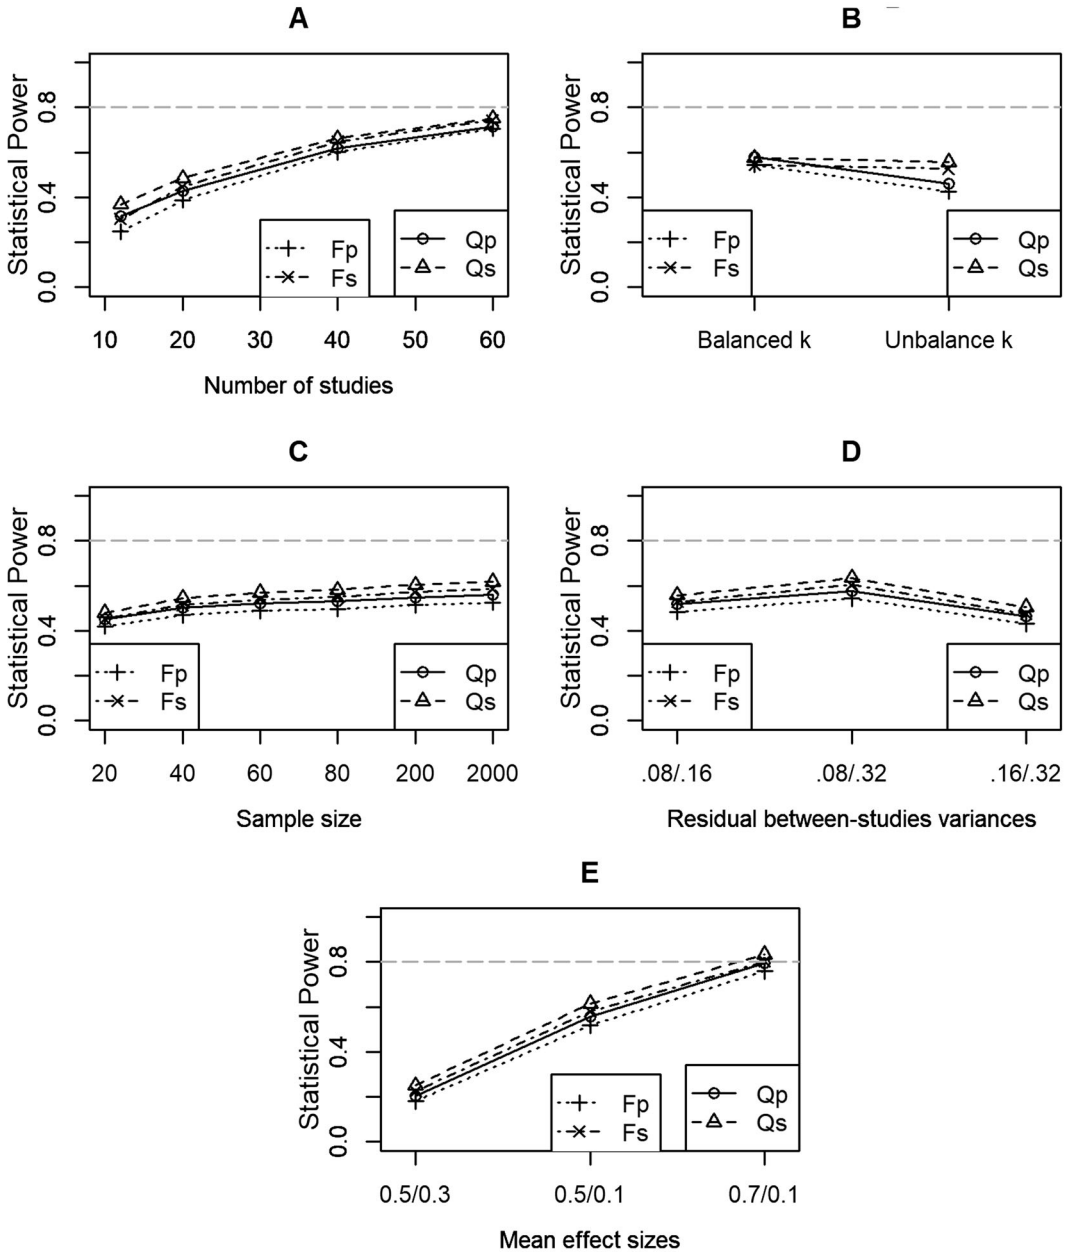 A
Statistical Power
0.0 0.4 0.8
Fp
Fs
Qp
Qs
10 20 30 40 50 60
Number of studies
B
Statistical Power
0.0 0.4 0.8
Fp
Fs
Qp
Qs
Balanced k Unbalance k
C
Statistical Power
0.0 0.4 0.8
Fp
Fs
Qp
Qs
20 40 60 80 200 2000
Sample size
D
Statistical Power
0.0 0.4 0.8
Fp
Fs
Qp
Qs
.08/.16 .08/.32 .16/.32
Residual between-studies variances
E
Statistical Power
0.0 0.4 0.8
Fp
Fs
Qp
Qs
0.5/0.3 0.5/0.1 0.7/0.1
Mean effect sizes